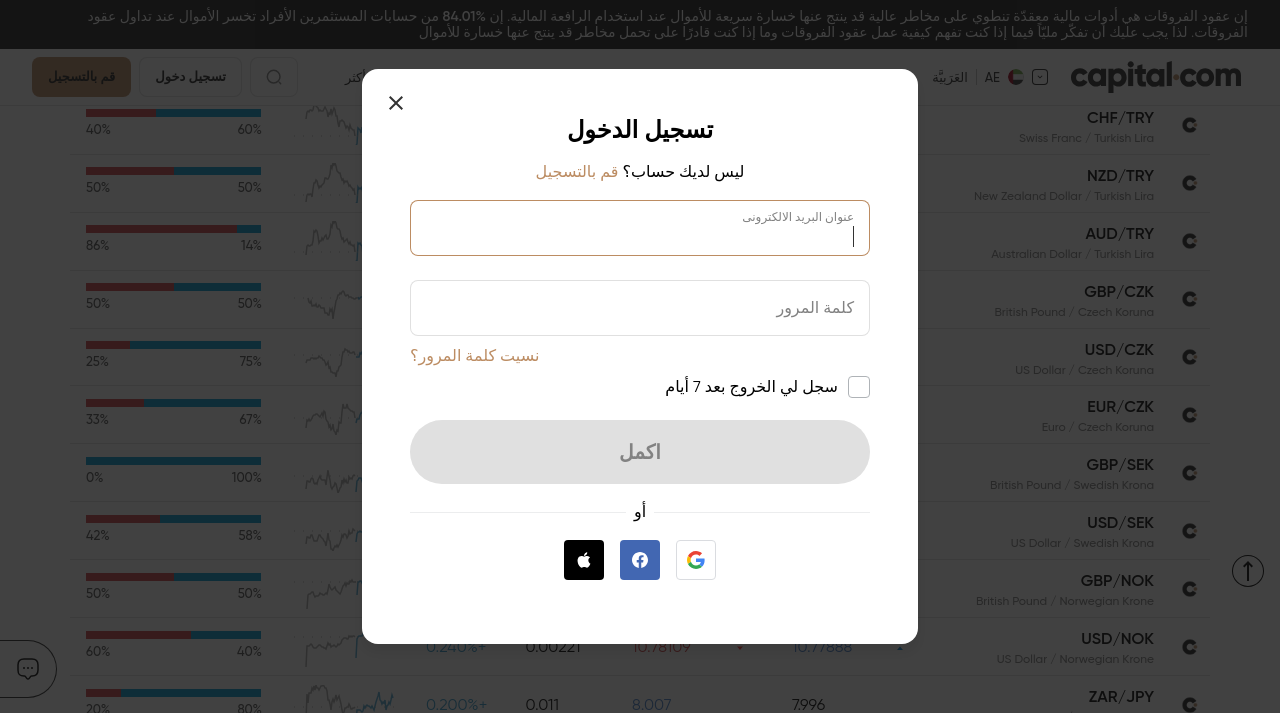 إن عقود الفروقات هي أدوات مالية معقدّة تنطوي على مخاطر عالية قد ينتج عنها خسارة سريعة للأموال عند استخدام الرافعة المالية. إن 84.01% من حسابات المستثمرين الأفراد تخسر الأموال عند تداول عقود
الفروقات. لذا يجب عليك أن تفكّر مليّاً فيما إذا كنت تفهم كيفية عمل عقود الفروقات وما إذا كنت قادرًا على تحمل مخاطر قد ينتج عنها خسارة للأموال
capital.com
AE العَرَبِيَّة
تسجيل دخول
قم بالتسجيل
تسجيل الدخول
ليس لديك حساب؟ قم بالتسجيل
عنوان البريد الالكترونى
كلمة المرور
نسيت كلمة المرور؟
سجل لي الخروج بعد 7 أيام
اكمل
أو
CHF/TRY
Swiss Franc / Turkish Lira
40% 60%
NZD/TRY
New Zealand Dollar / Turkish Lira
50% 50%
AUD/TRY
Australian Dollar / Turkish Lira
86% 14%
GBP/CZK
British Pound / Czech Koruna
50% 50%
USD/CZK
US Dollar / Czech Koruna
25% 75%
EUR/CZK
Euro / Czech Koruna
33% 67%
GBP/SEK
British Pound / Swedish Krona
0% 100%
USD/SEK
US Dollar / Swedish Krona
42% 58%
GBP/NOK
British Pound / Norwegian Krone
50% 50%
USD/NOK
US Dollar / Norwegian Krone
10.77888 10.78109 0.00221 0.240%+
60% 40%
ZAR/JPY
7.996 8.007 0.011 0.200%+
20% 80%